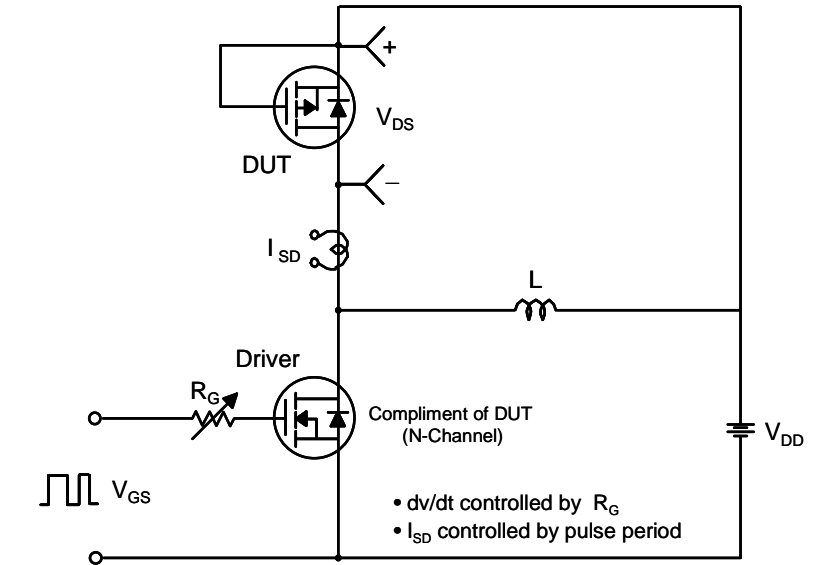 +
V_DS
DUT
–
I_SD
L
Driver
R_G
Compliment of DUT
(N-Channel)
V_DD
V_GS
• dv/dt controlled by R_G
• I_SD controlled by pulse period